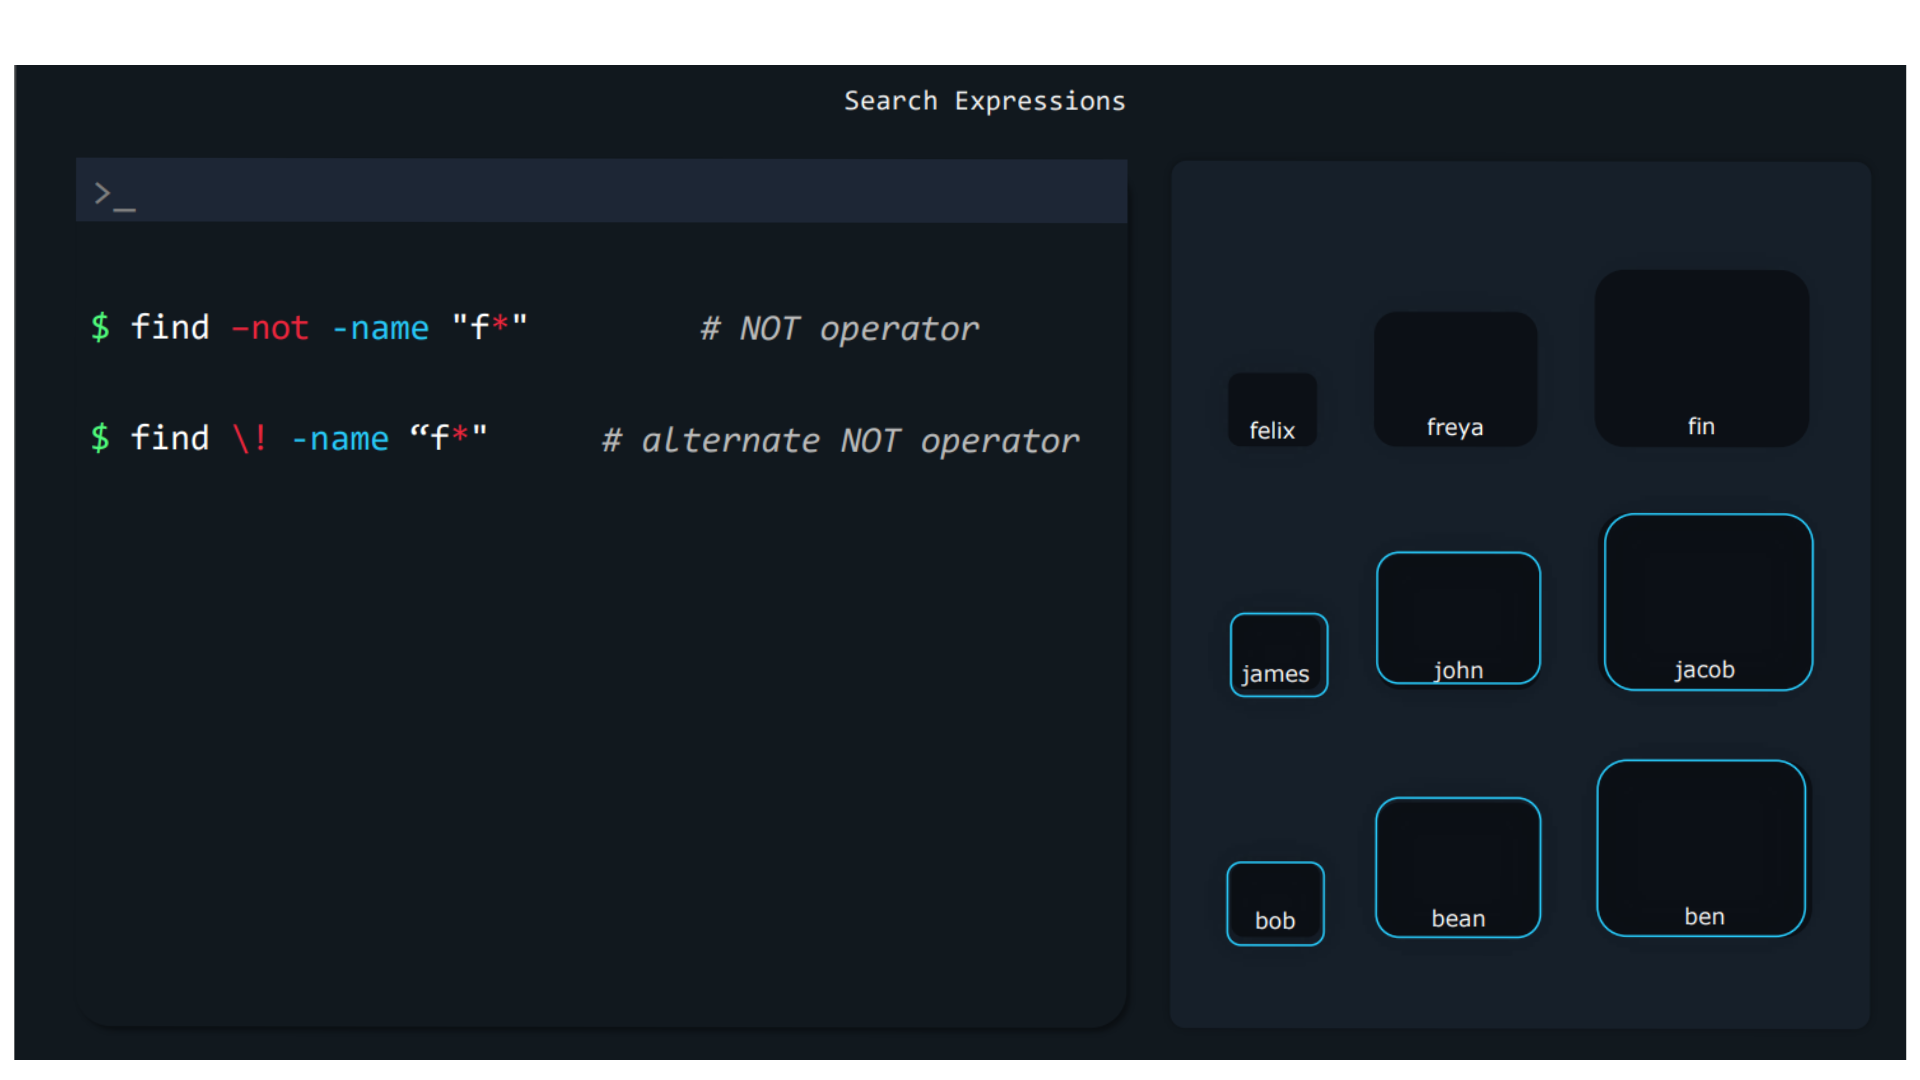 Search Expressions
>_
$ find –not -name "f*" # NOT operator
$ find \! -name “f*" # alternate NOT operator
felix freya fin
james john jacob
bob bean ben